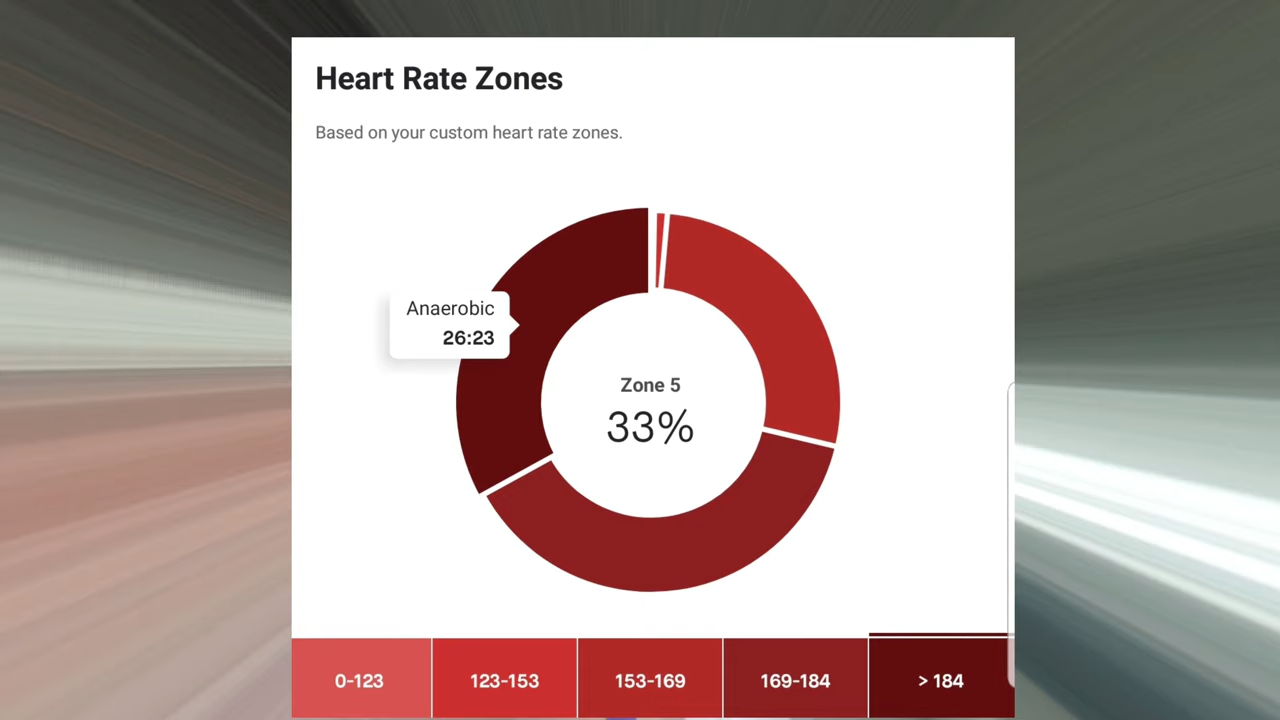 Heart Rate Zones
Based on your custom heart rate zones.
Anaerobic
26:23
Zone 5
33%
0-123
123-153
153-169
169-184
> 184